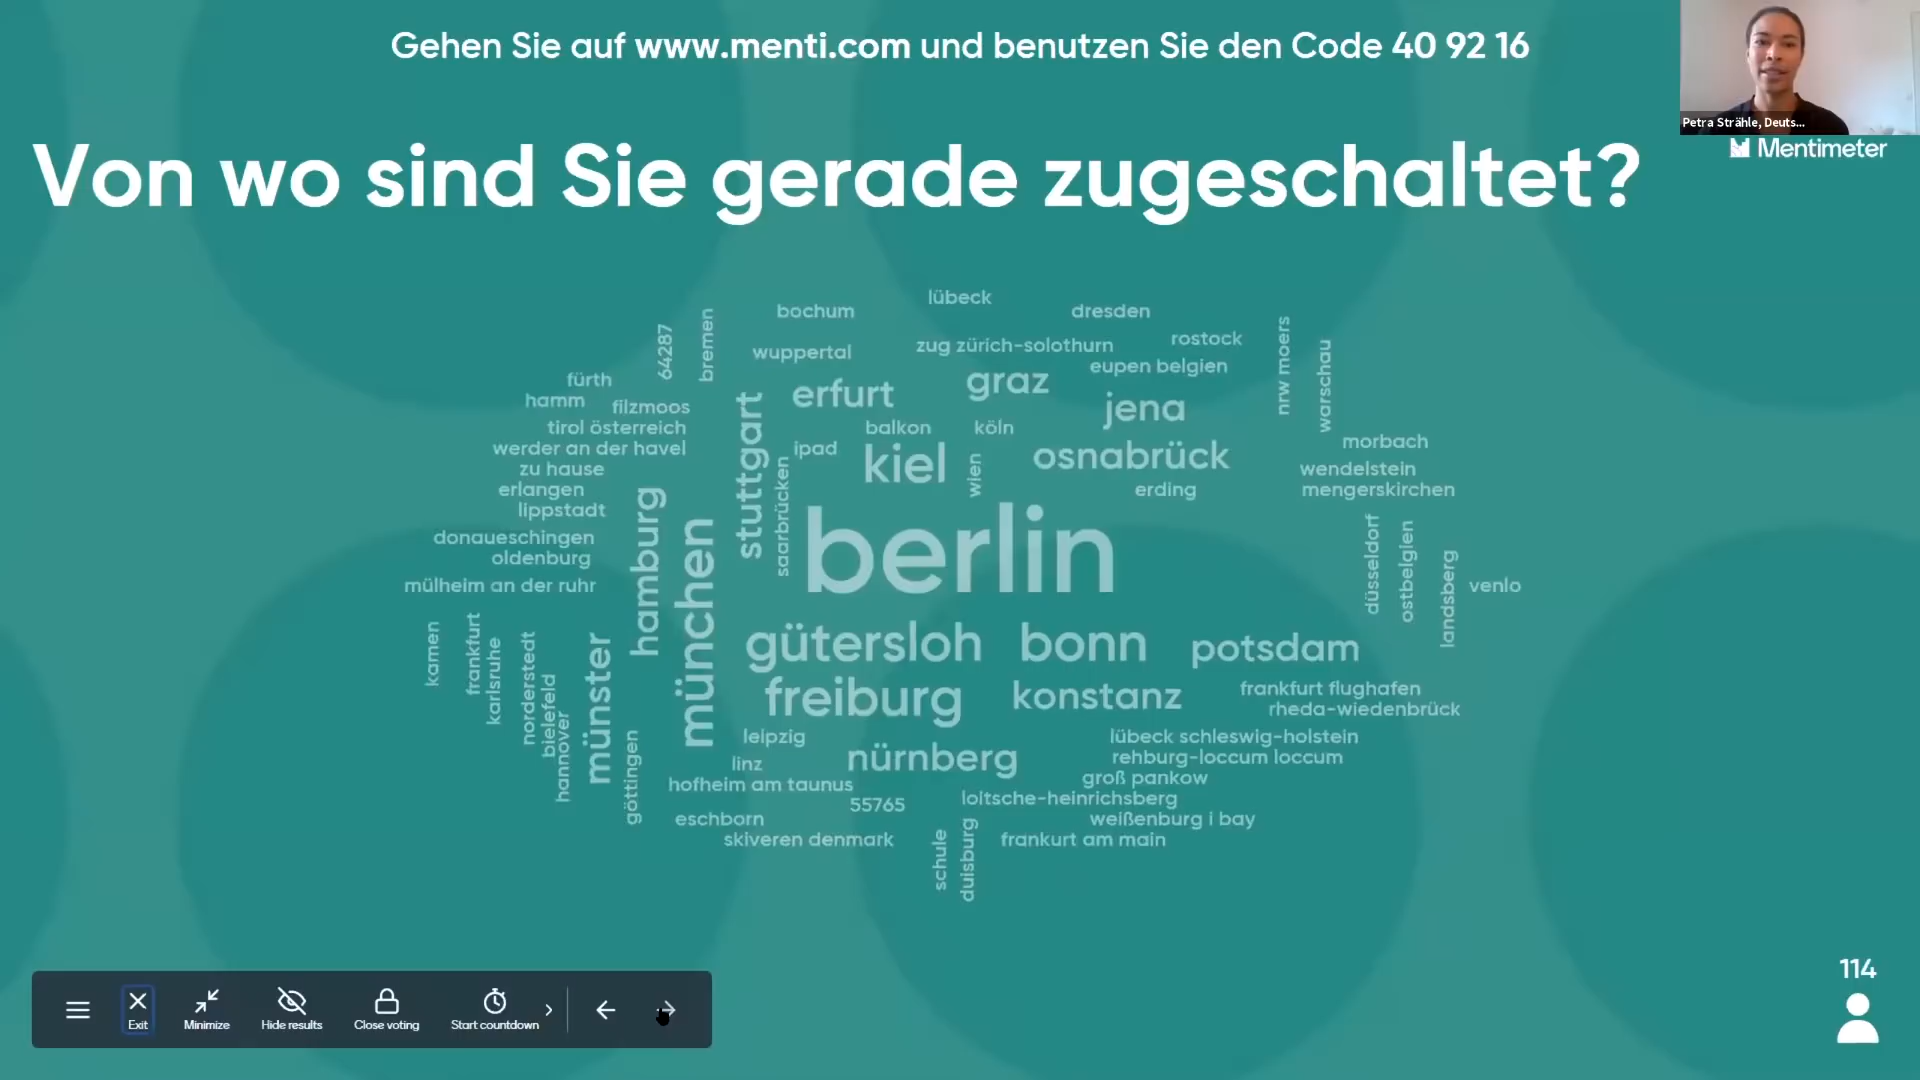 Gehen Sie auf www.menti.com und benutzen Sie den Code 40 92 16
Petra Strähle, Deuts...
Mentimeter
Von wo sind Sie gerade zugeschaltet?
lübeck
bochum
dresden
64287
bremen
nrw moers
warschau
rostock
zug zürich-solothurn
wuppertal
eupen belgien
fürth
graz
erfurt
hamm
filzmoos
stuttgart
jena
tirol österreich
balkon
köln
morbach
werder an der havel
ipad
kiel
wien
osnabrück
zu hause
wendelstein
erlangen
saarbrücken
erding
mengerskirchen
lippstadt
hamburg
münchen
berlin
donaueschingen
düsseldorf
ostbelgien
landsberg
oldenburg
mülheim an der ruhr
venlo
kamen
frankfurt
karlsruhe
norderstedt
bielefeld
hannover
münster
göttingen
gütersloh
bonn
potsdam
freiburg
konstanz
frankfurt flughafen
rheda-wiedenbrück
leipzig
lübeck schleswig-holstein
linz
nürnberg
rehburg-loccum loccum
groß pankow
hofheim am taunus
55765
loitsche-heinrichsberg
eschborn
weißenburg i bay
skiveren denmark
schule
duisburg
frankurt am main
114
Exit
Minimize
Hide results
Close voting
Start countdown